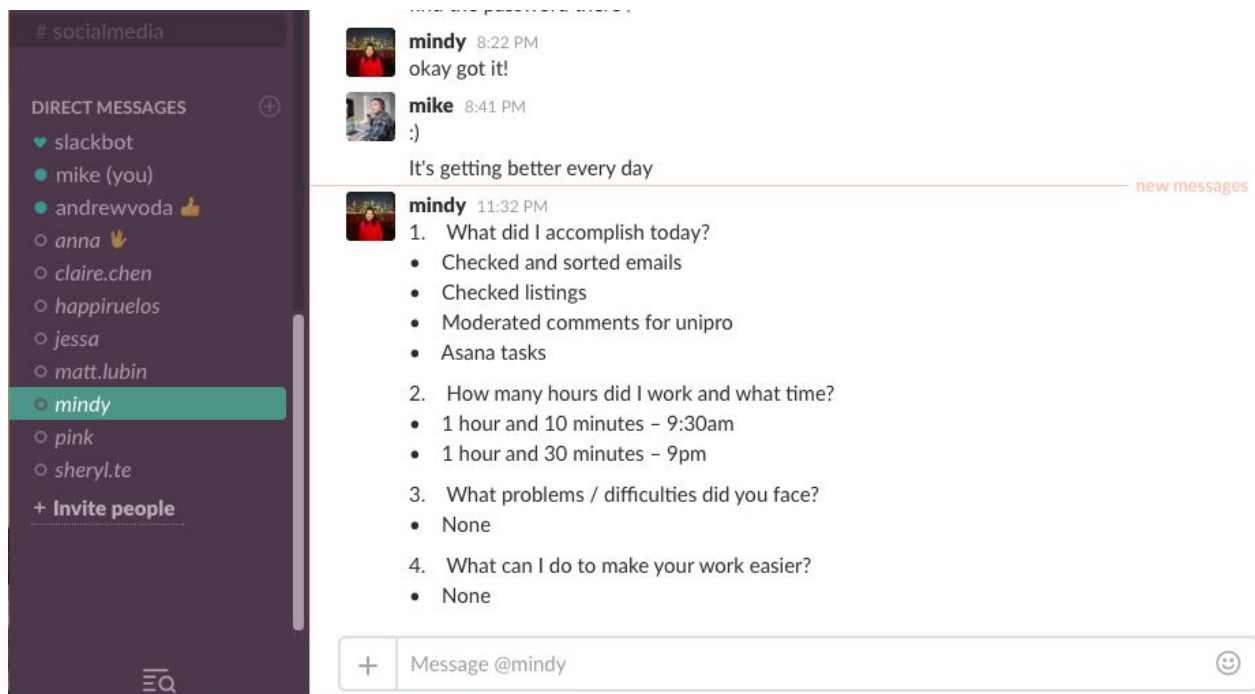 # socialmedia
DIRECT MESSAGES
slackbot
mike (you)
andrewvoda
anna
claire.chen
happiruelos
jessa
matt.lubin
mindy
pink
sheryl.te
+ Invite people
find the password there?
mindy 8:22 PM
okay got it!
mike 8:41 PM
:)
It's getting better every day
new messages
mindy 11:32 PM
1. What did I accomplish today?
• Checked and sorted emails
• Checked listings
• Moderated comments for unipro
• Asana tasks
2. How many hours did I work and what time?
• 1 hour and 10 minutes – 9:30am
• 1 hour and 30 minutes – 9pm
3. What problems / difficulties did you face?
• None
4. What can I do to make your work easier?
• None
Message @mindy